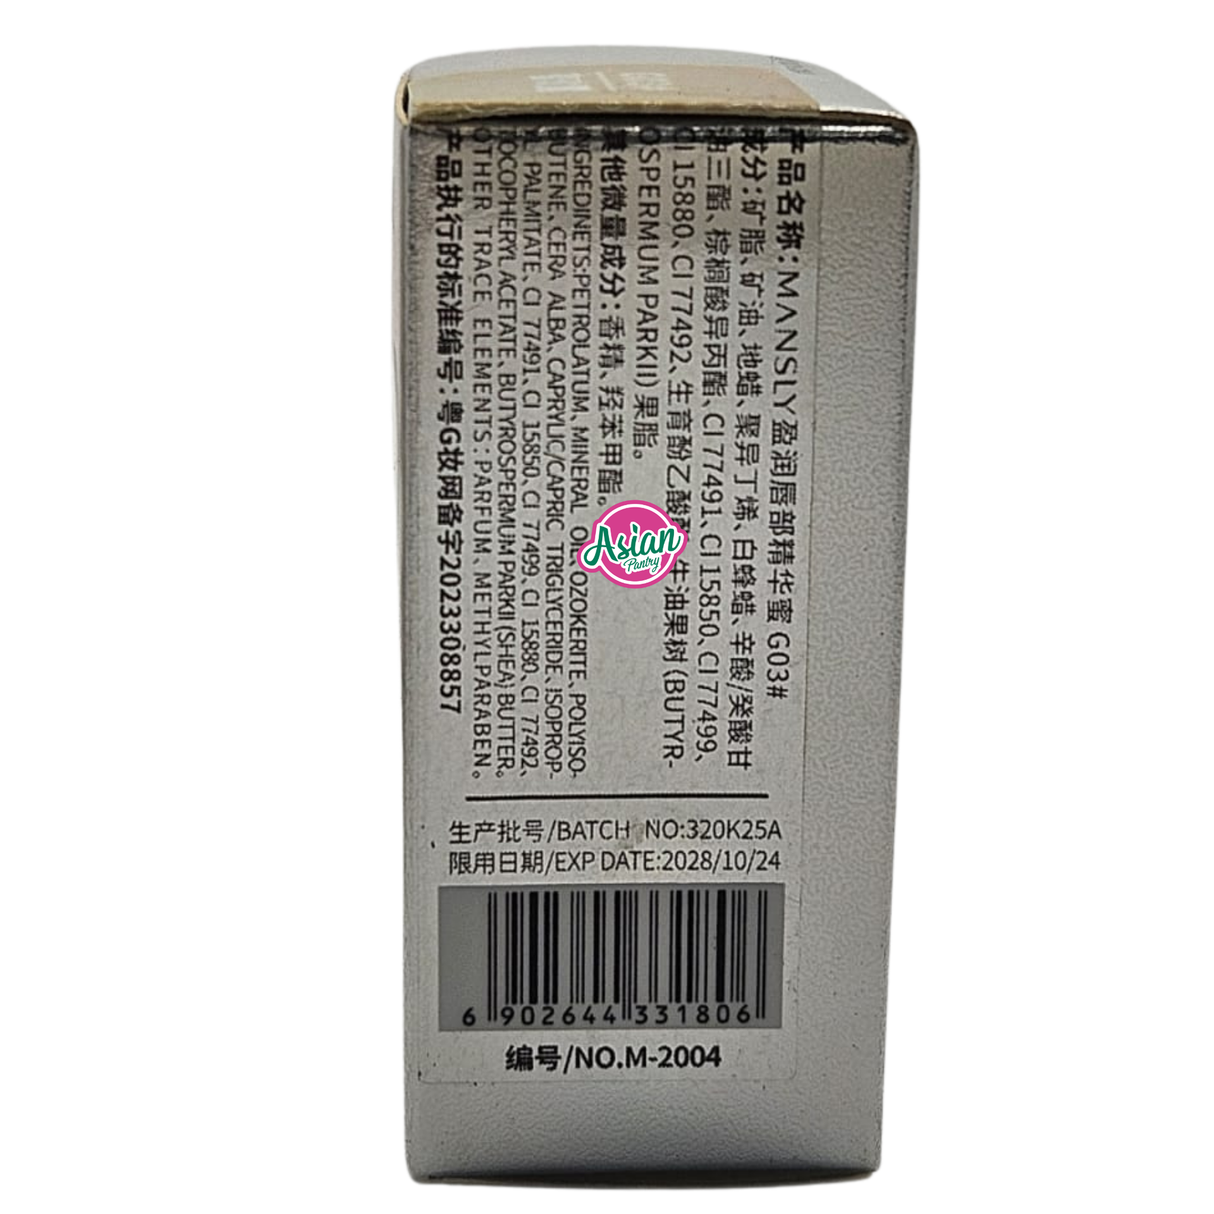 产品名称：MANSLY盈润唇部精华蜜 G03#
成分：矿脂、矿油、地蜡、聚异丁烯、白蜂蜡、辛酸/癸酸甘
油三酯、棕榈酸异丙酯、CI 77491、CI 15850、CI 77499、
CI 15880、CI 77492、生育酚乙酸 牛油果树（BUTYR-
OSPERMUM PARKII）果脂。
其他微量成分：香精、羟苯甲酯。
INGREDINETS:PETROLATUM、MINERAL OIL、OZOKERITE、POLYISO-
BUTENE、CERA ALBA、CAPRYLIC/CAPRIC TRIGLYCERIDE、ISOPROP-
YL PALMITATE、CI 77491、CI 15850、CI 77499、CI 15880、CI 77492、
TOCOPHERYL ACETATE、BUTYROSPERMUM PARKII (SHEA) BUTTER。
OTHER TRACE ELEMENTS：PARFUM、METHYLPARABEN。
产品执行的标准编号：粤G妆网备字2023308857
Asian
Pantry
生产批号/BATCH NO:320K25A
限用日期/EXP DATE:2028/10/24
6 902644 331806
编号/NO.M-2004